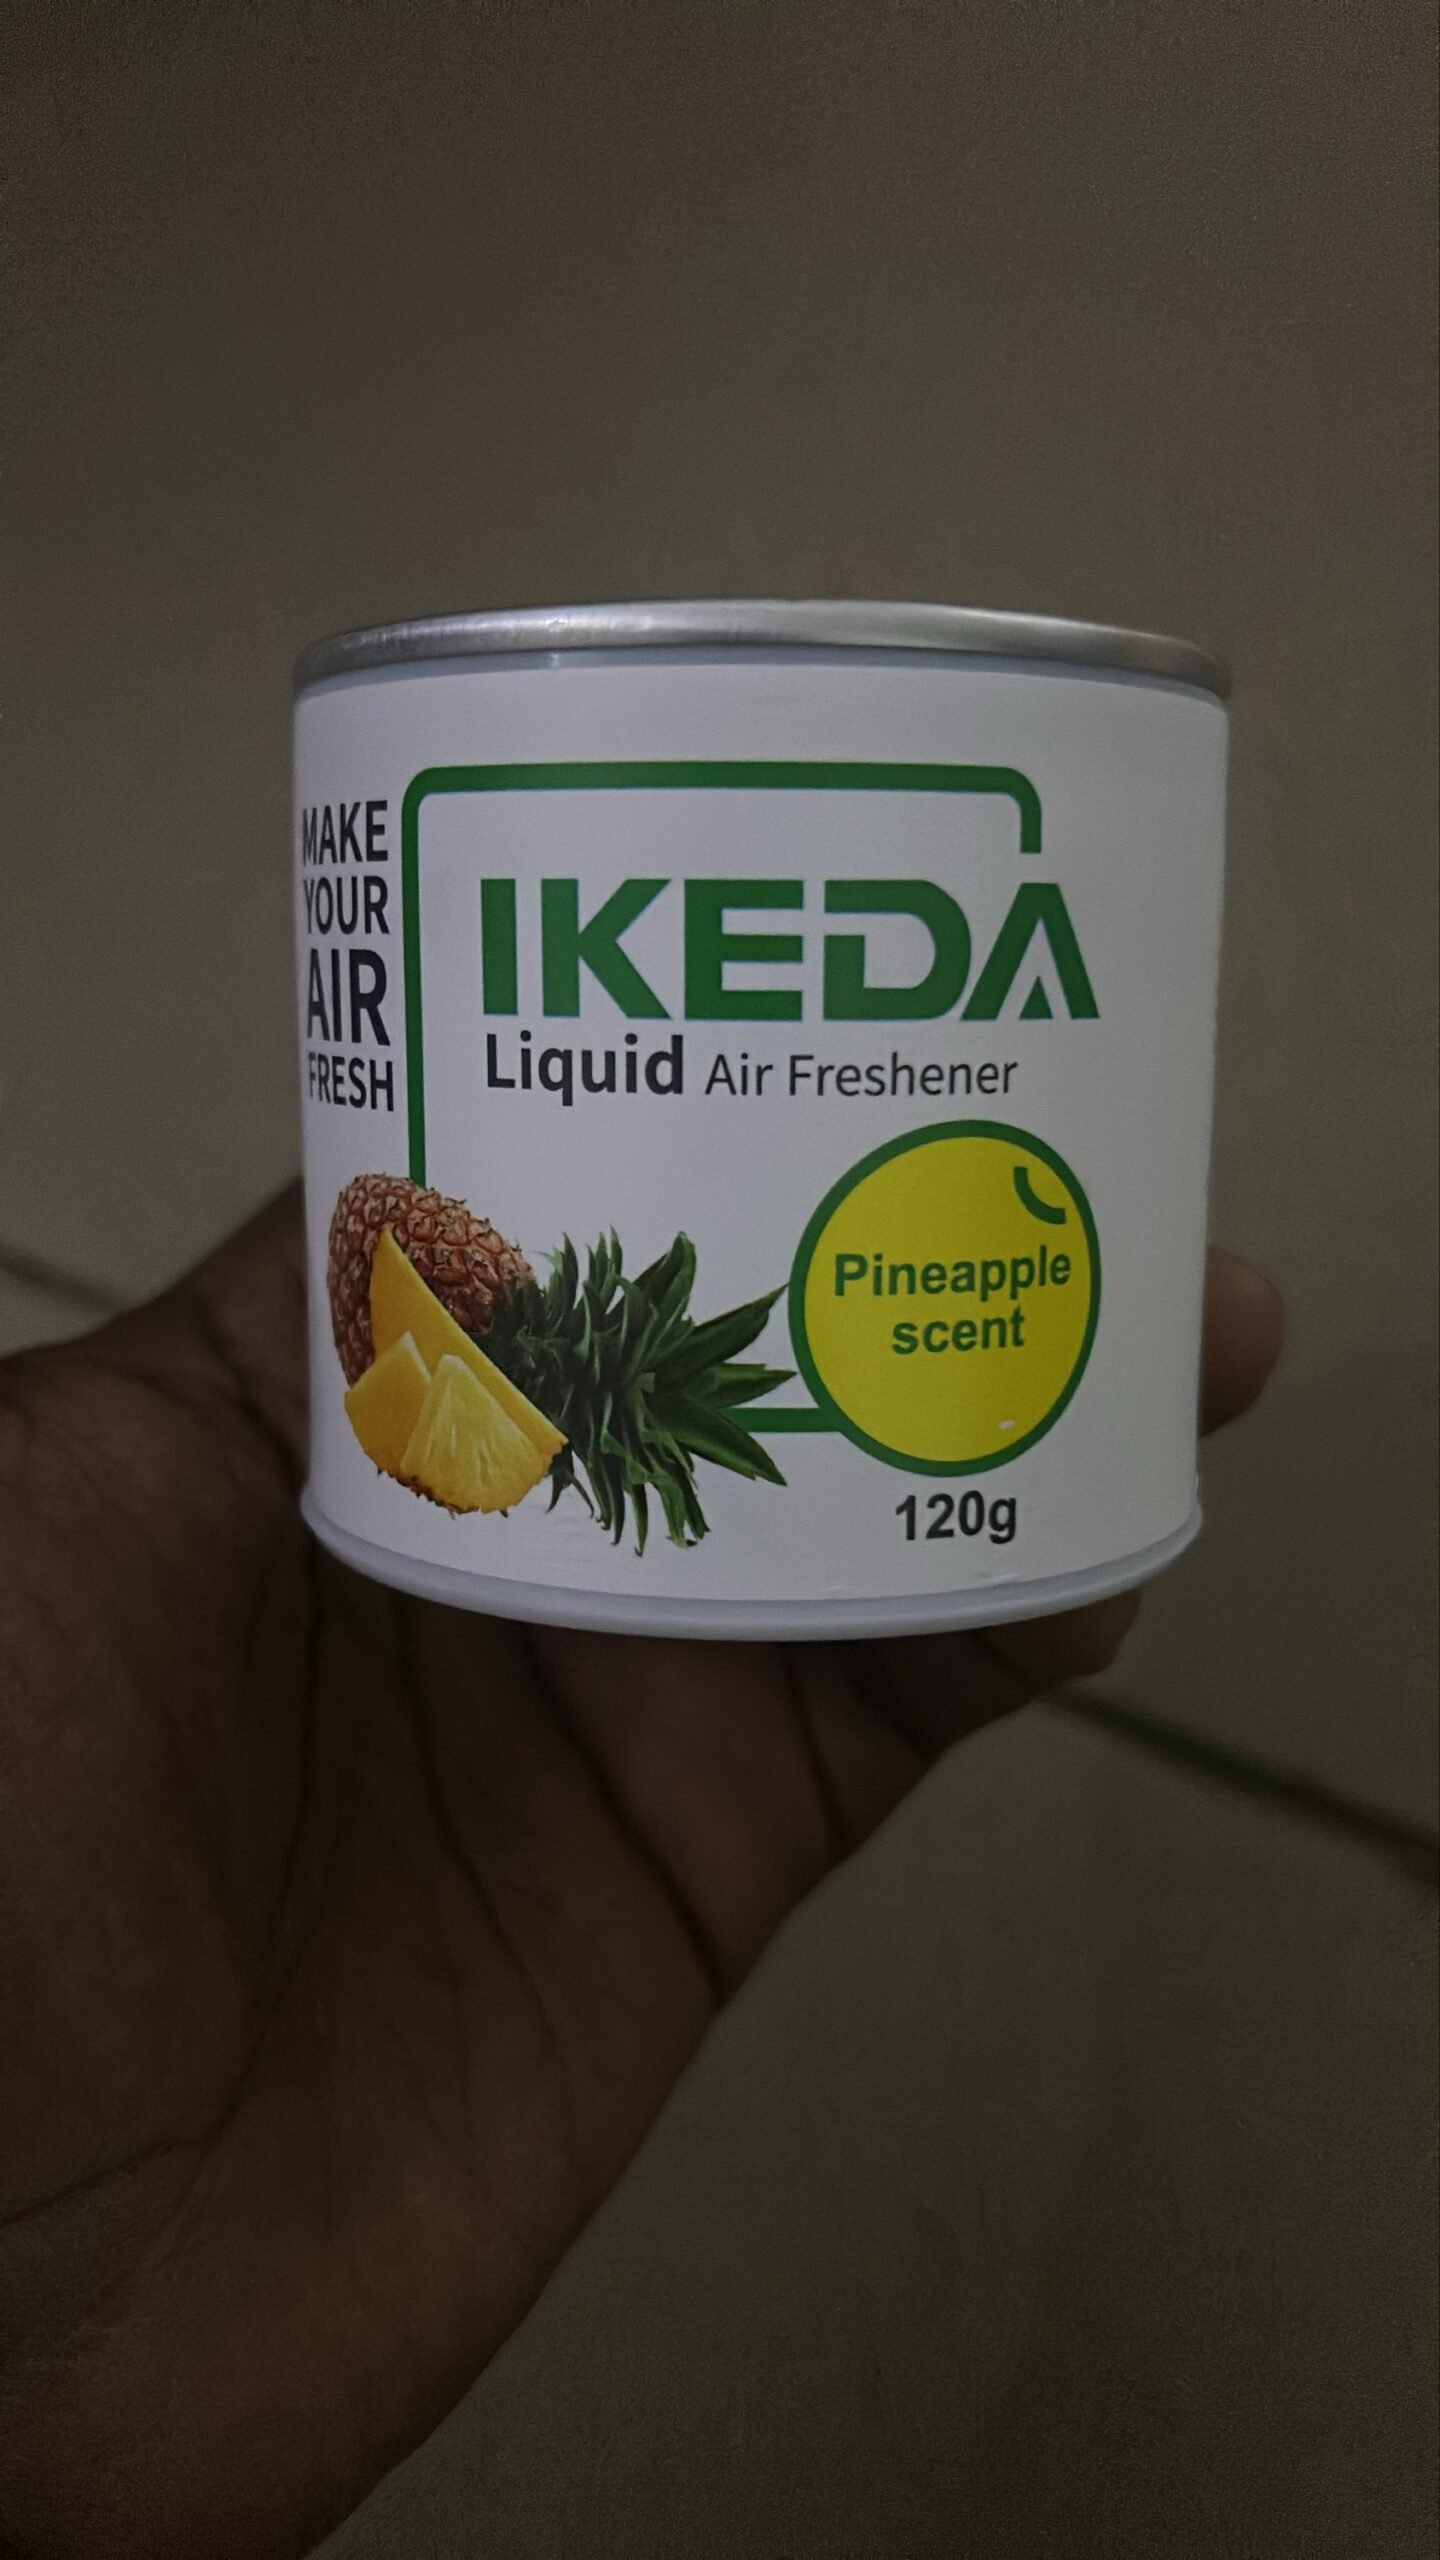 MAKE
YOUR
AIR
FRESH
IKEDA
Liquid Air Freshener
Pineapple
scent
120g